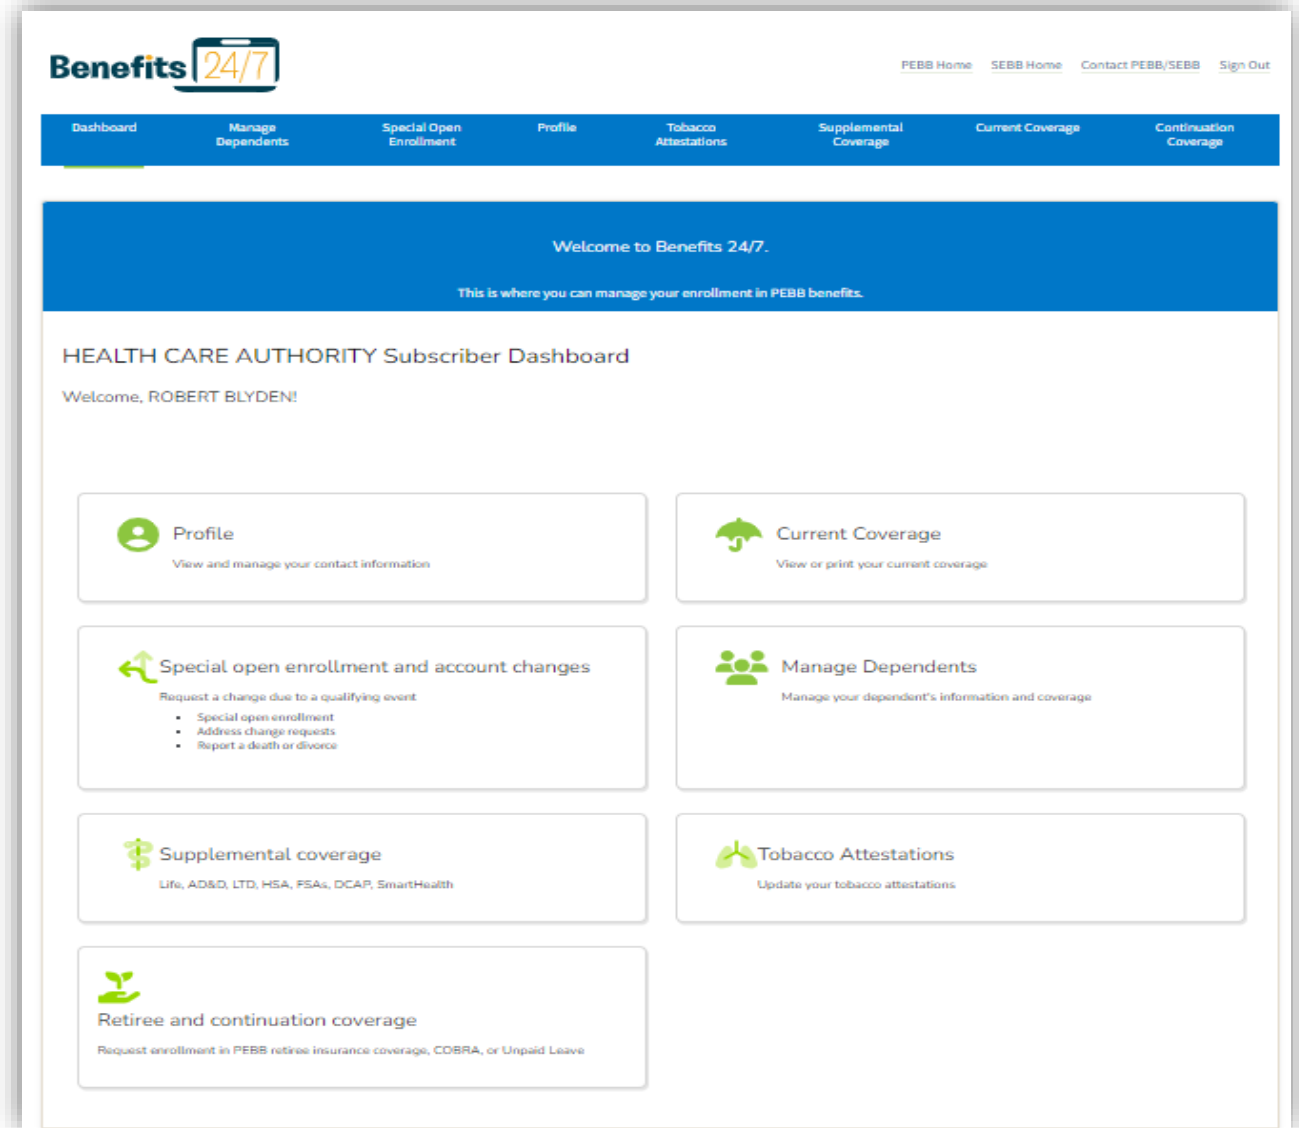 Benefits 24/7
PEBB Home SEBB Home Contact PEBB/SEBB Sign Out
Dashboard
Manage
Dependents
Special Open
Enrollment
Profile
Tobacco
Attestations
Supplemental
Coverage
Current Coverage
Continuation
Coverage
Welcome to Benefits 24/7.
This is where you can manage your enrollment in PEBB benefits.
HEALTH CARE AUTHORITY Subscriber Dashboard
Welcome, ROBERT BLYDEN!
Profile
View and manage your contact information
Current Coverage
View or print your current coverage
Special open enrollment and account changes
Request a change due to a qualifying event
• Special open enrollment
• Address change requests
• Report a death or divorce
Manage Dependents
Manage your dependent's information and coverage
Supplemental coverage
Life, AD&D, LTD, HSA, FSAs, DCAP, SmartHealth
Tobacco Attestations
Update your tobacco attestations
Retiree and continuation coverage
Request enrollment in PEBB retiree insurance coverage, COBRA, or Unpaid Leave